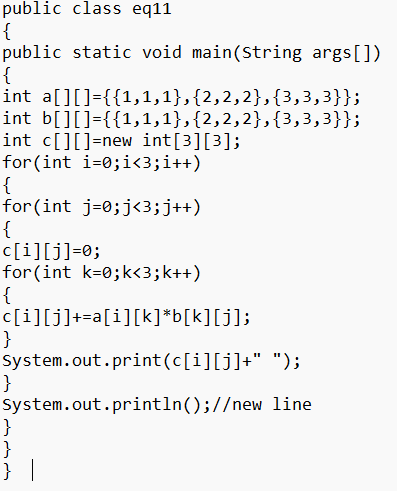 public class eq11
{
public static void main(String args[])
{
int a[][]={{1,1,1},{2,2,2},{3,3,3}};
int b[][]={{1,1,1},{2,2,2},{3,3,3}};
int c[][]=new int[3][3];
for(int i=0;i<3;i++)
{
for(int j=0;j<3;j++)
{
c[i][j]=0;
for(int k=0;k<3;k++)
{
c[i][j]+=a[i][k]*b[k][j];
}
System.out.print(c[i][j]+" ");
}
System.out.println();//new line
}
}
}